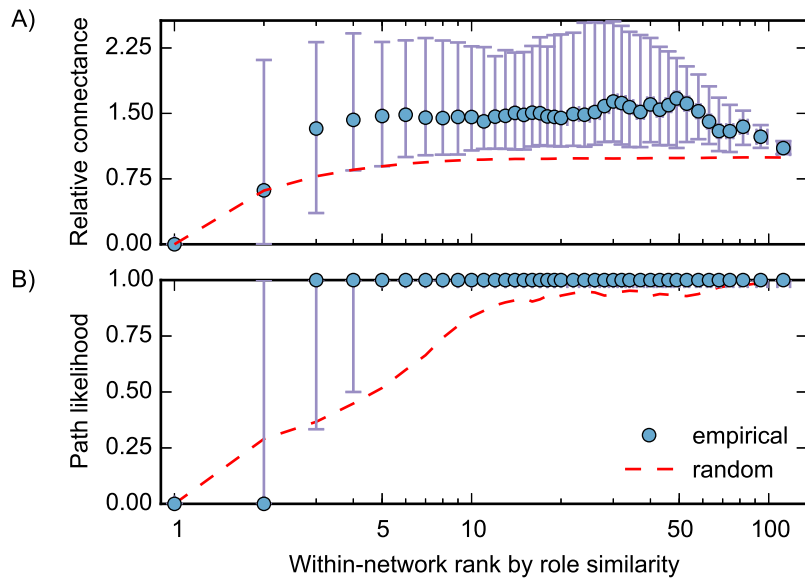 A)
Relative connectance
2.25
1.50
0.75
0.00
B)
Path likelihood
1.00
0.75
0.50
0.25
0.00
empirical
random
1 5 10 50 100
Within-network rank by role similarity